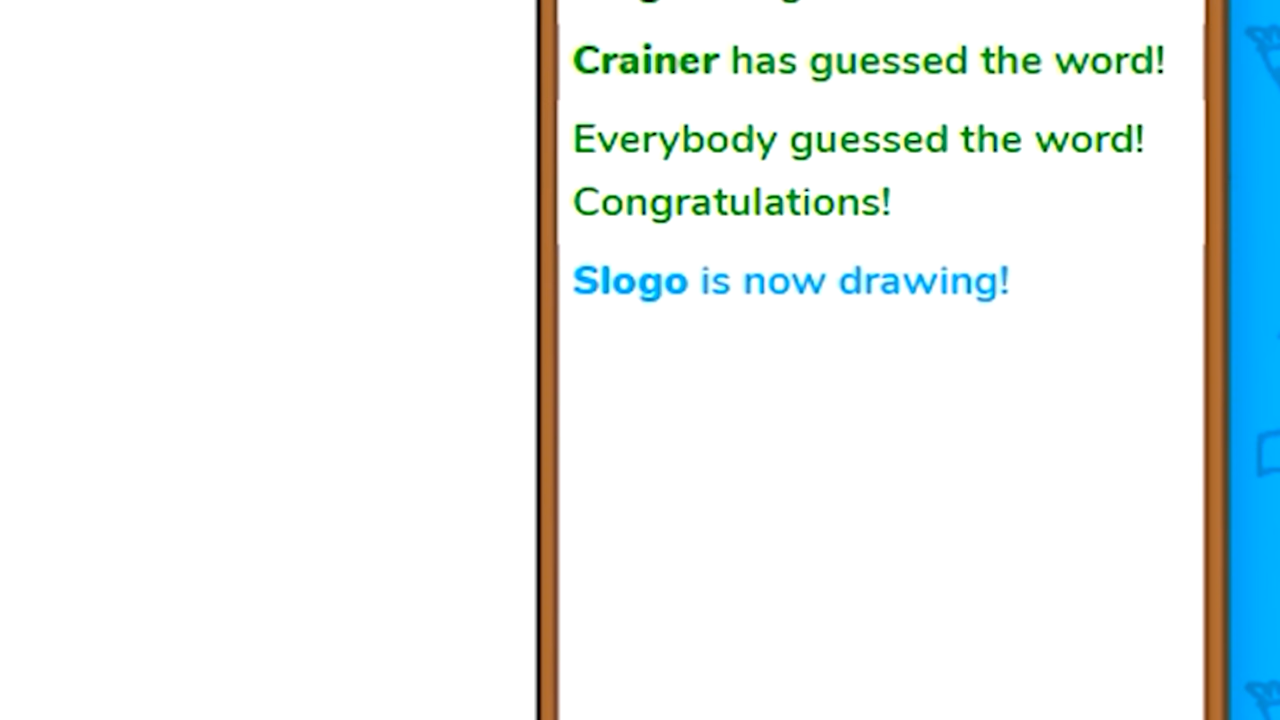 Crainer has guessed the word!
Everybody guessed the word!
Congratulations!
Slogo is now drawing!